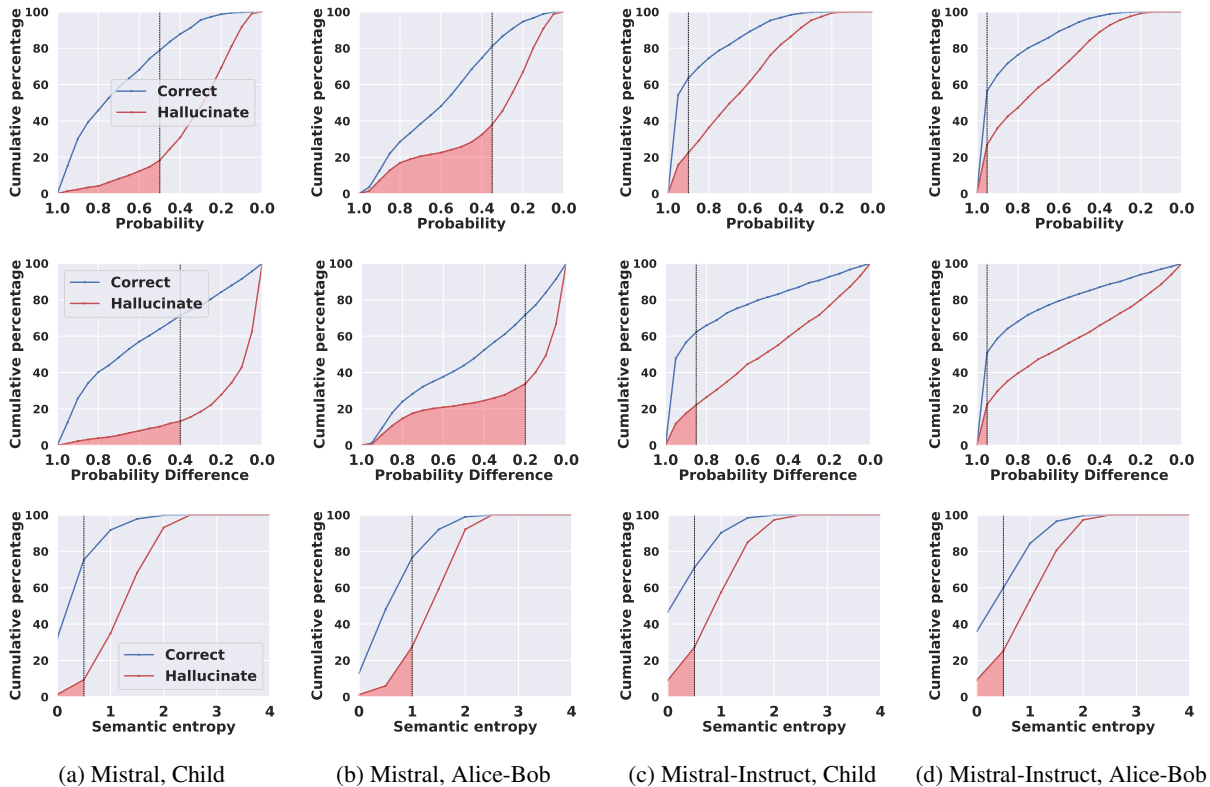 Cumulative percentage
100
80
60
40
20
0
Correct
Hallucinate
1.0 0.8 0.6 0.4 0.2 0.0
Probability
Cumulative percentage
100
80
60
40
20
0
1.0 0.8 0.6 0.4 0.2 0.0
Probability
Cumulative percentage
100
80
60
40
20
0
1.0 0.8 0.6 0.4 0.2 0.0
Probability
Cumulative percentage
100
80
60
40
20
0
1.0 0.8 0.6 0.4 0.2 0.0
Probability
Cumulative percentage
100
80
60
40
20
0
Correct
Hallucinate
1.0 0.8 0.6 0.4 0.2 0.0
Probability Difference
Cumulative percentage
100
80
60
40
20
0
1.0 0.8 0.6 0.4 0.2 0.0
Probability Difference
Cumulative percentage
100
80
60
40
20
0
1.0 0.8 0.6 0.4 0.2 0.0
Probability Difference
Cumulative percentage
100
80
60
40
20
0
1.0 0.8 0.6 0.4 0.2 0.0
Probability Difference
Cumulative percentage
100
80
60
40
20
0
Correct
Hallucinate
0 1 2 3 4
Semantic entropy
Cumulative percentage
100
80
60
40
20
0
0 1 2 3 4
Semantic entropy
Cumulative percentage
100
80
60
40
20
0
0 1 2 3 4
Semantic entropy
Cumulative percentage
100
80
60
40
20
0
0 1 2 3 4
Semantic entropy
(a) Mistral, Child
(b) Mistral, Alice-Bob
(c) Mistral-Instruct, Child
(d) Mistral-Instruct, Alice-Bob